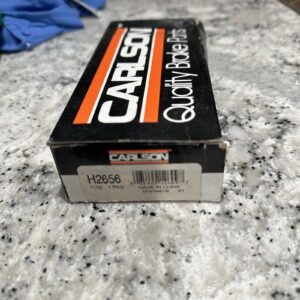 CARLSON
Quality Brake Parts
CARLSON
H2656
MADE IN CHINA